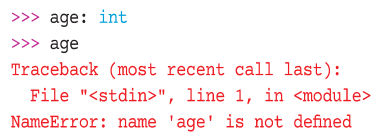 >>> age: int
>>> age
Traceback (most recent call last):
  File "<stdin>", line 1, in <module>
NameError: name 'age' is not defined